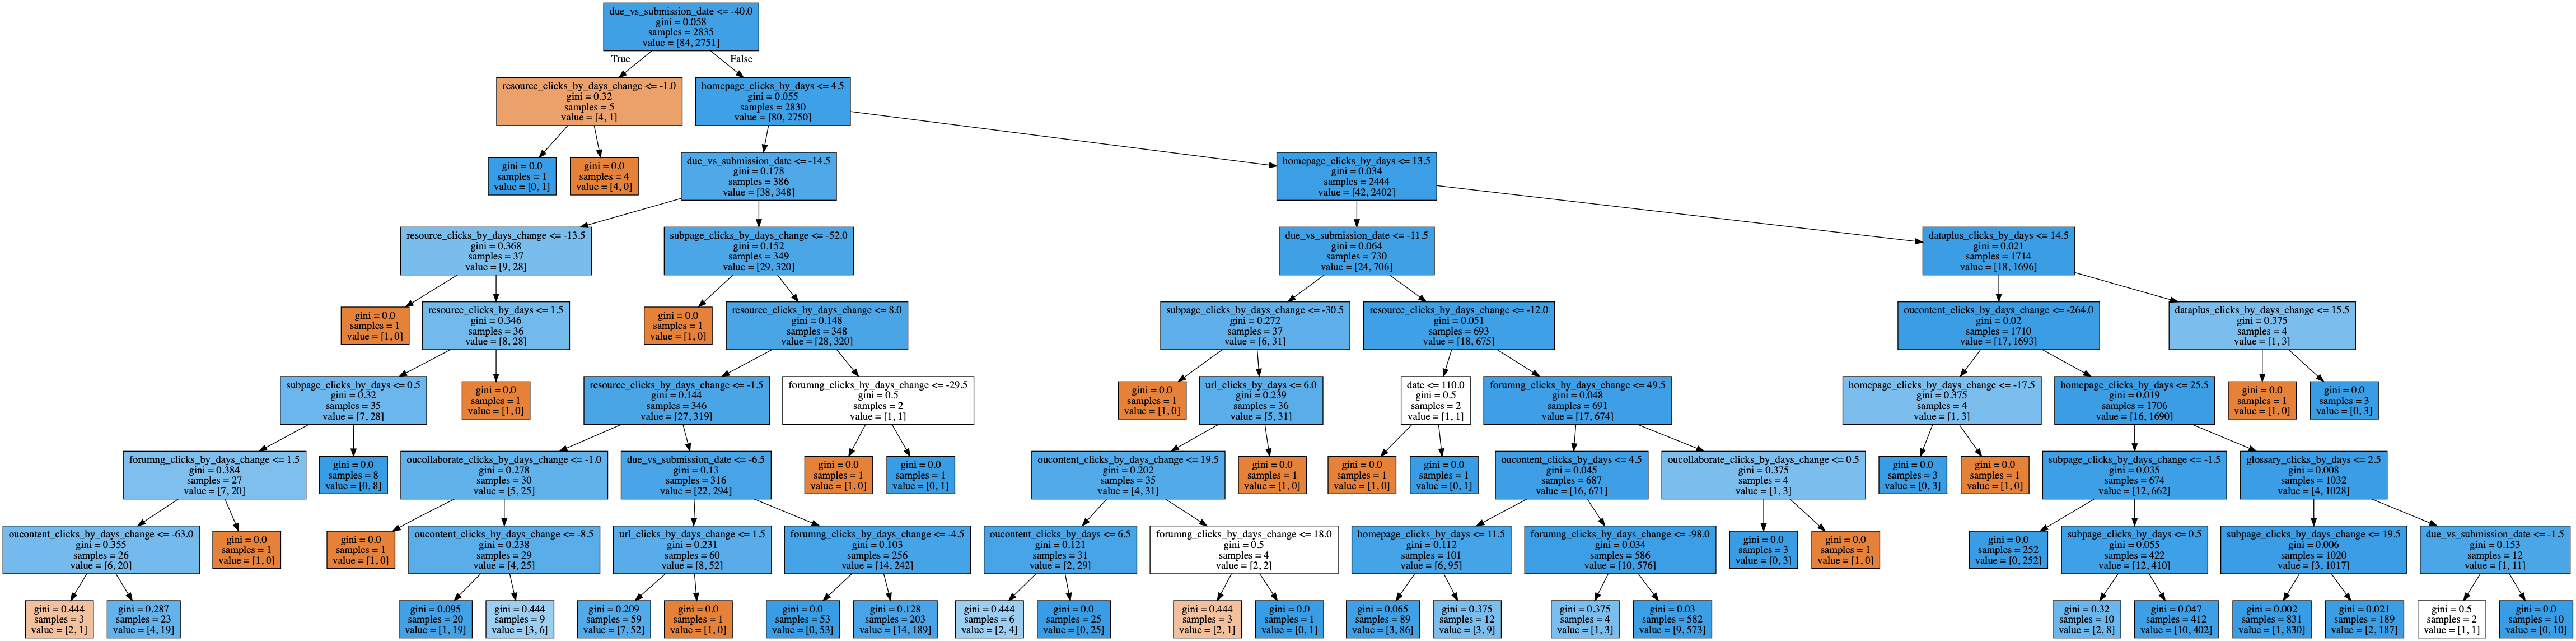 due_vs_submission_date <= -40.0
gini = 0.058
samples = 2835
value = [84, 2751]
True
False
resource_clicks_by_days_change <= -1.0
gini = 0.32
samples = 5
value = [4, 1]
homepage_clicks_by_days <= 4.5
gini = 0.055
samples = 2830
value = [80, 2750]
gini = 0.0
samples = 1
value = [0, 1]
gini = 0.0
samples = 4
value = [4, 0]
due_vs_submission_date <= -14.5
gini = 0.178
samples = 386
value = [38, 348]
homepage_clicks_by_days <= 13.5
gini = 0.034
samples = 2444
value = [42, 2402]
resource_clicks_by_days_change <= -13.5
gini = 0.368
samples = 37
value = [9, 28]
subpage_clicks_by_days_change <= -52.0
gini = 0.152
samples = 349
value = [29, 320]
due_vs_submission_date <= -11.5
gini = 0.064
samples = 730
value = [24, 706]
dataplus_clicks_by_days <= 14.5
gini = 0.021
samples = 1714
value = [18, 1696]
gini = 0.0
samples = 1
value = [1, 0]
resource_clicks_by_days <= 1.5
gini = 0.346
samples = 36
value = [8, 28]
gini = 0.0
samples = 1
value = [1, 0]
resource_clicks_by_days_change <= 8.0
gini = 0.148
samples = 348
value = [28, 320]
subpage_clicks_by_days_change <= -30.5
gini = 0.272
samples = 37
value = [6, 31]
resource_clicks_by_days_change <= -12.0
gini = 0.051
samples = 693
value = [18, 675]
oucontent_clicks_by_days_change <= -264.0
gini = 0.02
samples = 1710
value = [17, 1693]
dataplus_clicks_by_days_change <= 15.5
gini = 0.375
samples = 4
value = [1, 3]
subpage_clicks_by_days <= 0.5
gini = 0.32
samples = 35
value = [7, 28]
gini = 0.0
samples = 1
value = [1, 0]
resource_clicks_by_days_change <= -1.5
gini = 0.144
samples = 346
value = [27, 319]
forumng_clicks_by_days_change <= -29.5
gini = 0.5
samples = 2
value = [1, 1]
gini = 0.0
samples = 1
value = [1, 0]
url_clicks_by_days <= 6.0
gini = 0.239
samples = 36
value = [5, 31]
date <= 110.0
gini = 0.5
samples = 2
value = [1, 1]
forumng_clicks_by_days_change <= 49.5
gini = 0.048
samples = 691
value = [17, 674]
homepage_clicks_by_days_change <= -17.5
gini = 0.375
samples = 4
value = [1, 3]
homepage_clicks_by_days <= 25.5
gini = 0.019
samples = 1706
value = [16, 1690]
gini = 0.0
samples = 1
value = [1, 0]
gini = 0.0
samples = 3
value = [0, 3]
forumng_clicks_by_days_change <= 1.5
gini = 0.384
samples = 27
value = [7, 20]
gini = 0.0
samples = 8
value = [0, 8]
oucollaborate_clicks_by_days_change <= -1.0
gini = 0.278
samples = 30
value = [5, 25]
due_vs_submission_date <= -6.5
gini = 0.13
samples = 316
value = [22, 294]
gini = 0.0
samples = 1
value = [1, 0]
gini = 0.0
samples = 1
value = [0, 1]
oucontent_clicks_by_days_change <= 19.5
gini = 0.202
samples = 35
value = [4, 31]
gini = 0.0
samples = 1
value = [1, 0]
gini = 0.0
samples = 1
value = [1, 0]
gini = 0.0
samples = 1
value = [0, 1]
oucontent_clicks_by_days <= 4.5
gini = 0.045
samples = 687
value = [16, 671]
oucollaborate_clicks_by_days_change <= 0.5
gini = 0.375
samples = 4
value = [1, 3]
gini = 0.0
samples = 3
value = [0, 3]
gini = 0.0
samples = 1
value = [1, 0]
subpage_clicks_by_days_change <= -1.5
gini = 0.035
samples = 674
value = [12, 662]
glossary_clicks_by_days <= 2.5
gini = 0.008
samples = 1032
value = [4, 1028]
oucontent_clicks_by_days_change <= -63.0
gini = 0.355
samples = 26
value = [6, 20]
gini = 0.0
samples = 1
value = [1, 0]
gini = 0.0
samples = 1
value = [1, 0]
oucontent_clicks_by_days_change <= -8.5
gini = 0.238
samples = 29
value = [4, 25]
url_clicks_by_days_change <= 1.5
gini = 0.231
samples = 60
value = [8, 52]
forumng_clicks_by_days_change <= -4.5
gini = 0.103
samples = 256
value = [14, 242]
oucontent_clicks_by_days <= 6.5
gini = 0.121
samples = 31
value = [2, 29]
forumng_clicks_by_days_change <= 18.0
gini = 0.5
samples = 4
value = [2, 2]
homepage_clicks_by_days <= 11.5
gini = 0.112
samples = 101
value = [6, 95]
forumng_clicks_by_days_change <= -98.0
gini = 0.034
samples = 586
value = [10, 576]
gini = 0.0
samples = 3
value = [0, 3]
gini = 0.0
samples = 1
value = [1, 0]
gini = 0.0
samples = 252
value = [0, 252]
subpage_clicks_by_days <= 0.5
gini = 0.055
samples = 422
value = [12, 410]
subpage_clicks_by_days_change <= 19.5
gini = 0.006
samples = 1020
value = [3, 1017]
due_vs_submission_date <= -1.5
gini = 0.153
samples = 12
value = [1, 11]
gini = 0.444
samples = 3
value = [2, 1]
gini = 0.287
samples = 23
value = [4, 19]
gini = 0.095
samples = 20
value = [1, 19]
gini = 0.444
samples = 9
value = [3, 6]
gini = 0.209
samples = 59
value = [7, 52]
gini = 0.0
samples = 1
value = [1, 0]
gini = 0.0
samples = 53
value = [0, 53]
gini = 0.128
samples = 203
value = [14, 189]
gini = 0.444
samples = 6
value = [2, 4]
gini = 0.0
samples = 25
value = [0, 25]
gini = 0.444
samples = 3
value = [2, 1]
gini = 0.0
samples = 1
value = [0, 1]
gini = 0.065
samples = 89
value = [3, 86]
gini = 0.375
samples = 12
value = [3, 9]
gini = 0.375
samples = 4
value = [1, 3]
gini = 0.03
samples = 582
value = [9, 573]
gini = 0.32
samples = 10
value = [2, 8]
gini = 0.047
samples = 412
value = [10, 402]
gini = 0.002
samples = 831
value = [1, 830]
gini = 0.021
samples = 189
value = [2, 187]
gini = 0.5
samples = 2
value = [1, 1]
gini = 0.0
samples = 10
value = [0, 10]